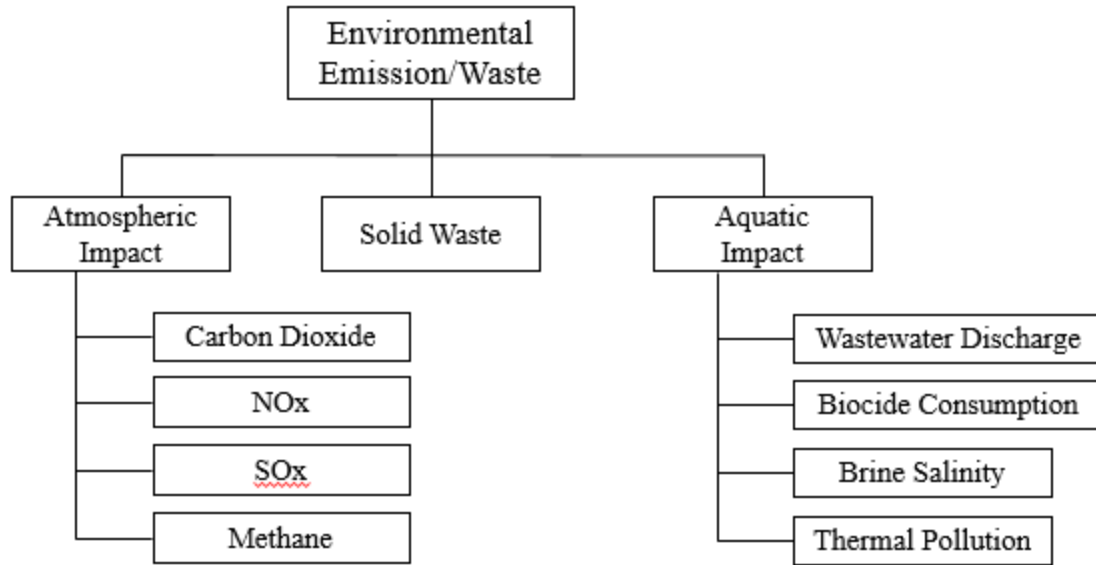 Environmental
Emission/Waste
Atmospheric
Impact
Solid Waste
Aquatic
Impact
Carbon Dioxide
NOx
SOx
Methane
Wastewater Discharge
Biocide Consumption
Brine Salinity
Thermal Pollution